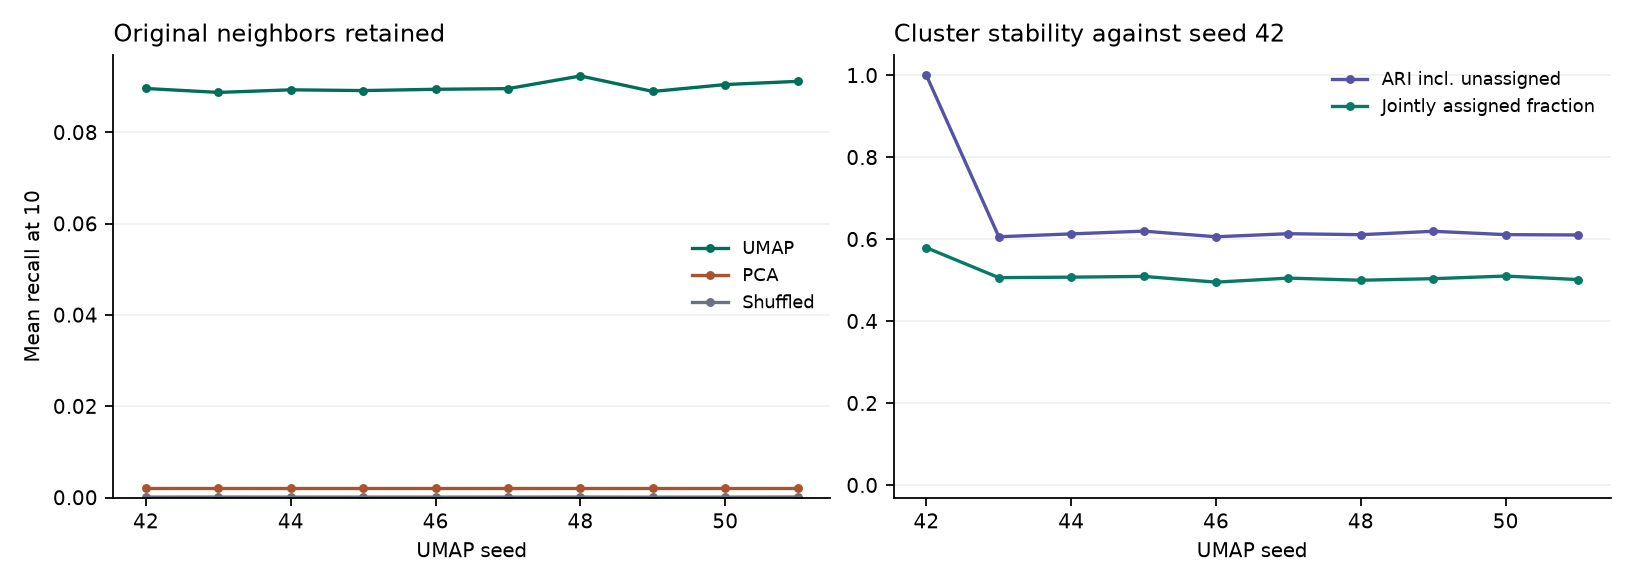 Original neighbors retained
Mean recall at 10
0.08
0.06
0.04
0.02
0.00
UMAP
PCA
Shuffled
42
44
46
48
50
UMAP seed
Cluster stability against seed 42
1.0
0.8
0.6
0.4
0.2
0.0
ARI incl. unassigned
Jointly assigned fraction
42
44
46
48
50
UMAP seed